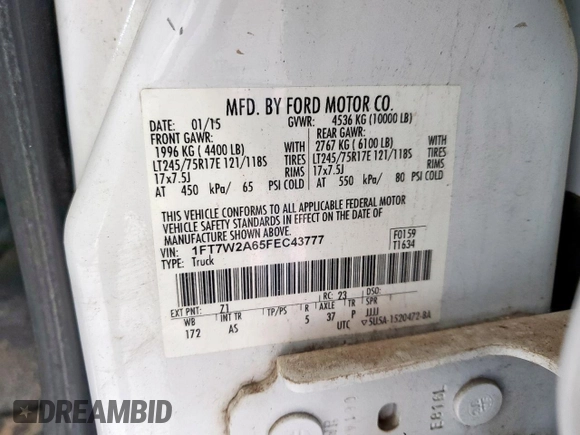 MFD. BY FORD MOTOR CO.
DATE: 01/15 GVWR: 4536 KG (10000 LB)
FRONT GAWR: REAR GAWR:
1996 KG ( 4400 LB) 2767 KG ( 6100 LB)
LT245/75R17E 121/118S TIRES LT245/75R17E 121/118S TIRES
17x7.5J RIMS 17x7.5J RIMS
AT 450 kPa/ 65 PSI COLD AT 550 kPa/ 80 PSI COLD
THIS VEHICLE CONFORMS TO ALL APPLICABLE FEDERAL MOTOR
VEHICLE SAFETY STANDARDS IN EFFECT ON THE DATE OF
MANUFACTURE SHOWN ABOVE.
VIN: 1FT7W2A65FEC43777 F0159
TYPE: Truck T1634
EXT PNT: Z1 RC: 23 DSO:
WB INT TR TP/PS R AXLE TR SPR
172 AS 5 37 P JJJJ
UTC 5U5A-1520472-BA
E816L
DREAMBID